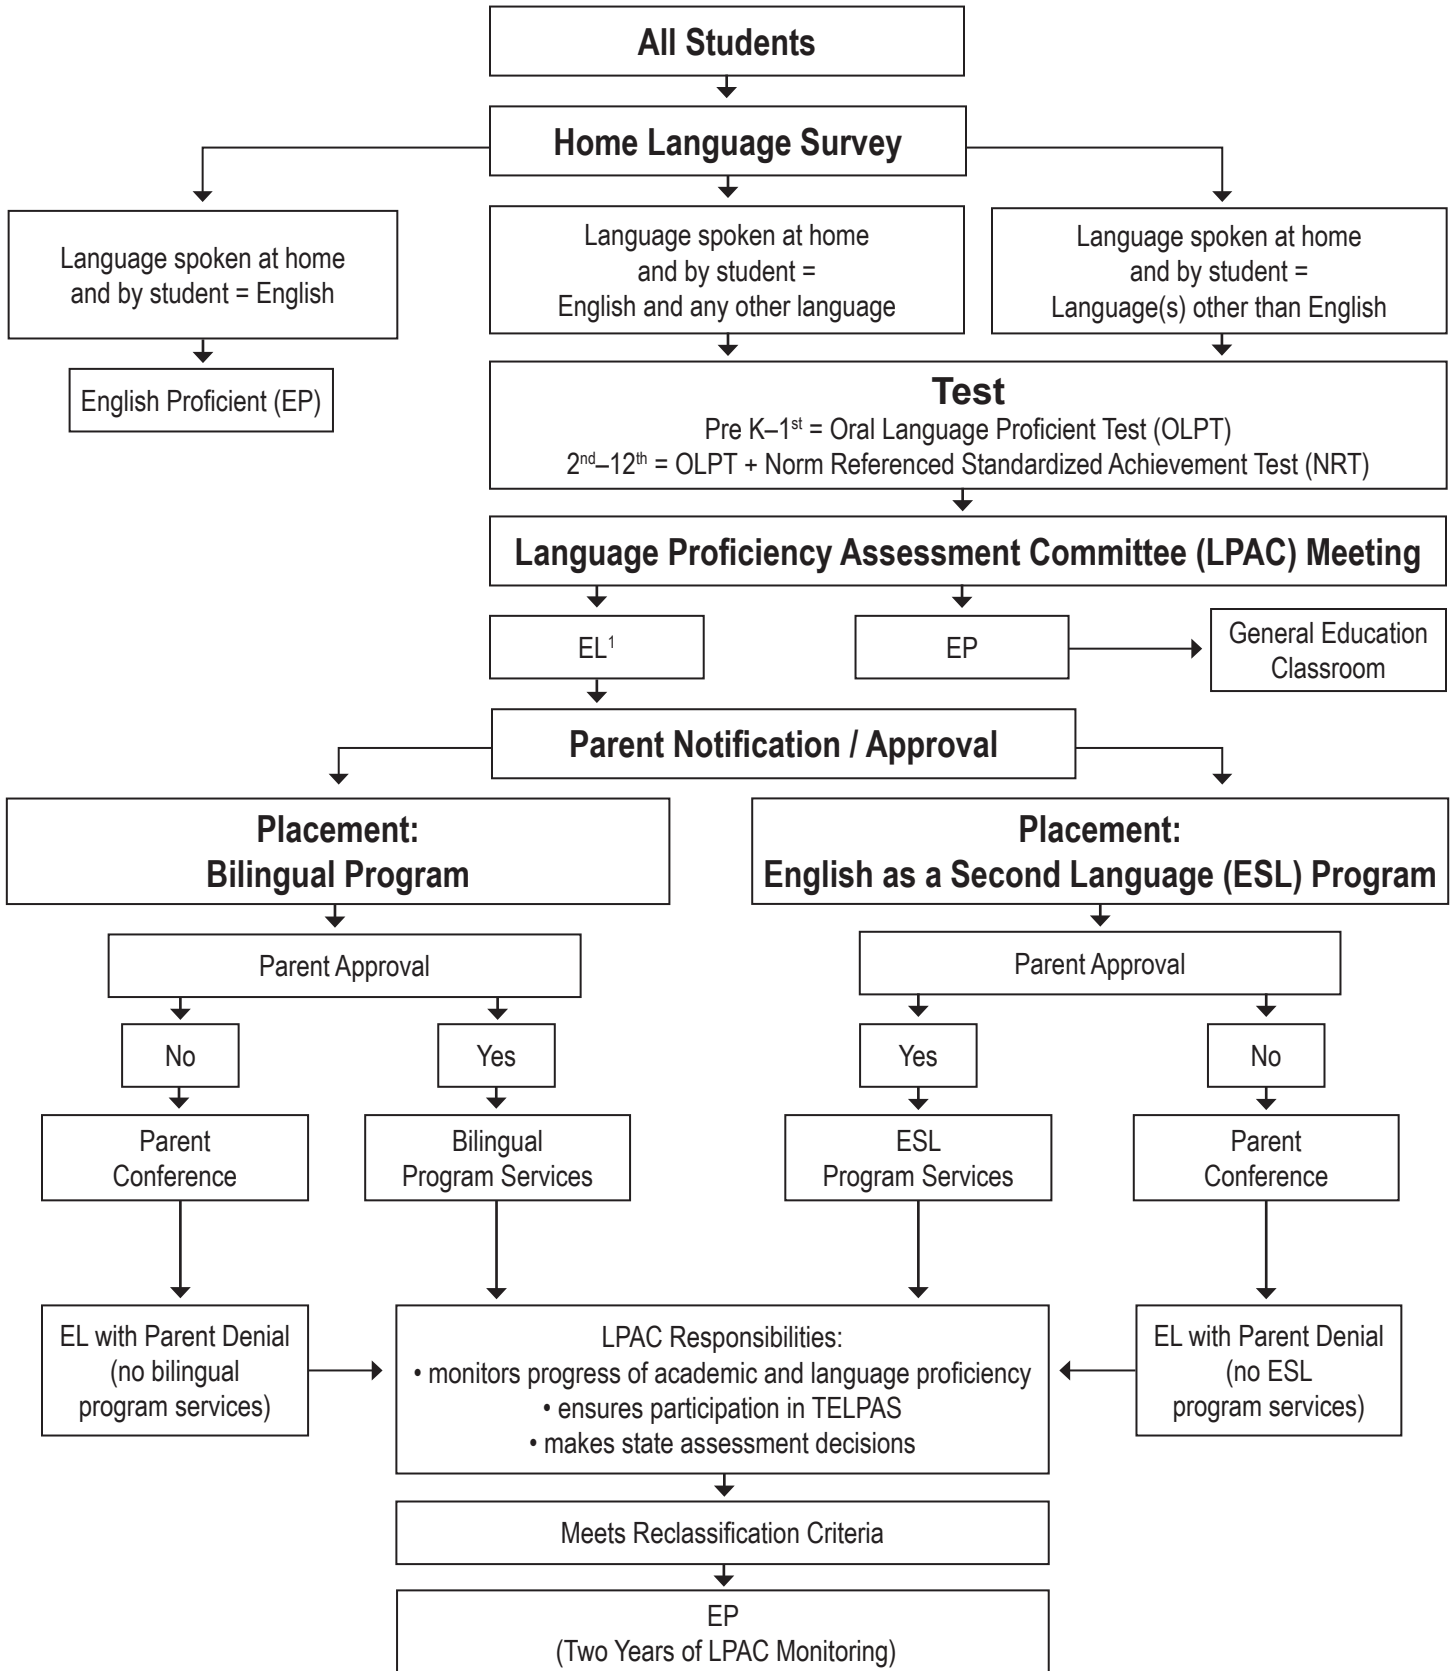 All Students
Home Language Survey
Language spoken at home
and by student = English
Language spoken at home
and by student =
English and any other language
Language spoken at home
and by student =
Language(s) other than English
English Proficient (EP)
Test
Pre K–1st = Oral Language Proficient Test (OLPT)
2nd–12th = OLPT + Norm Referenced Standardized Achievement Test (NRT)
Language Proficiency Assessment Committee (LPAC) Meeting
EL1
EP
General Education
Classroom
Parent Notification / Approval
Placement:
Bilingual Program
Placement:
English as a Second Language (ESL) Program
Parent Approval
Parent Approval
No
Yes
Yes
No
Parent
Conference
Bilingual
Program Services
ESL
Program Services
Parent
Conference
EL with Parent Denial
(no bilingual
program services)
LPAC Responsibilities:
• monitors progress of academic and language proficiency
• ensures participation in TELPAS
• makes state assessment decisions
EL with Parent Denial
(no ESL
program services)
Meets Reclassification Criteria
EP
(Two Years of LPAC Monitoring)